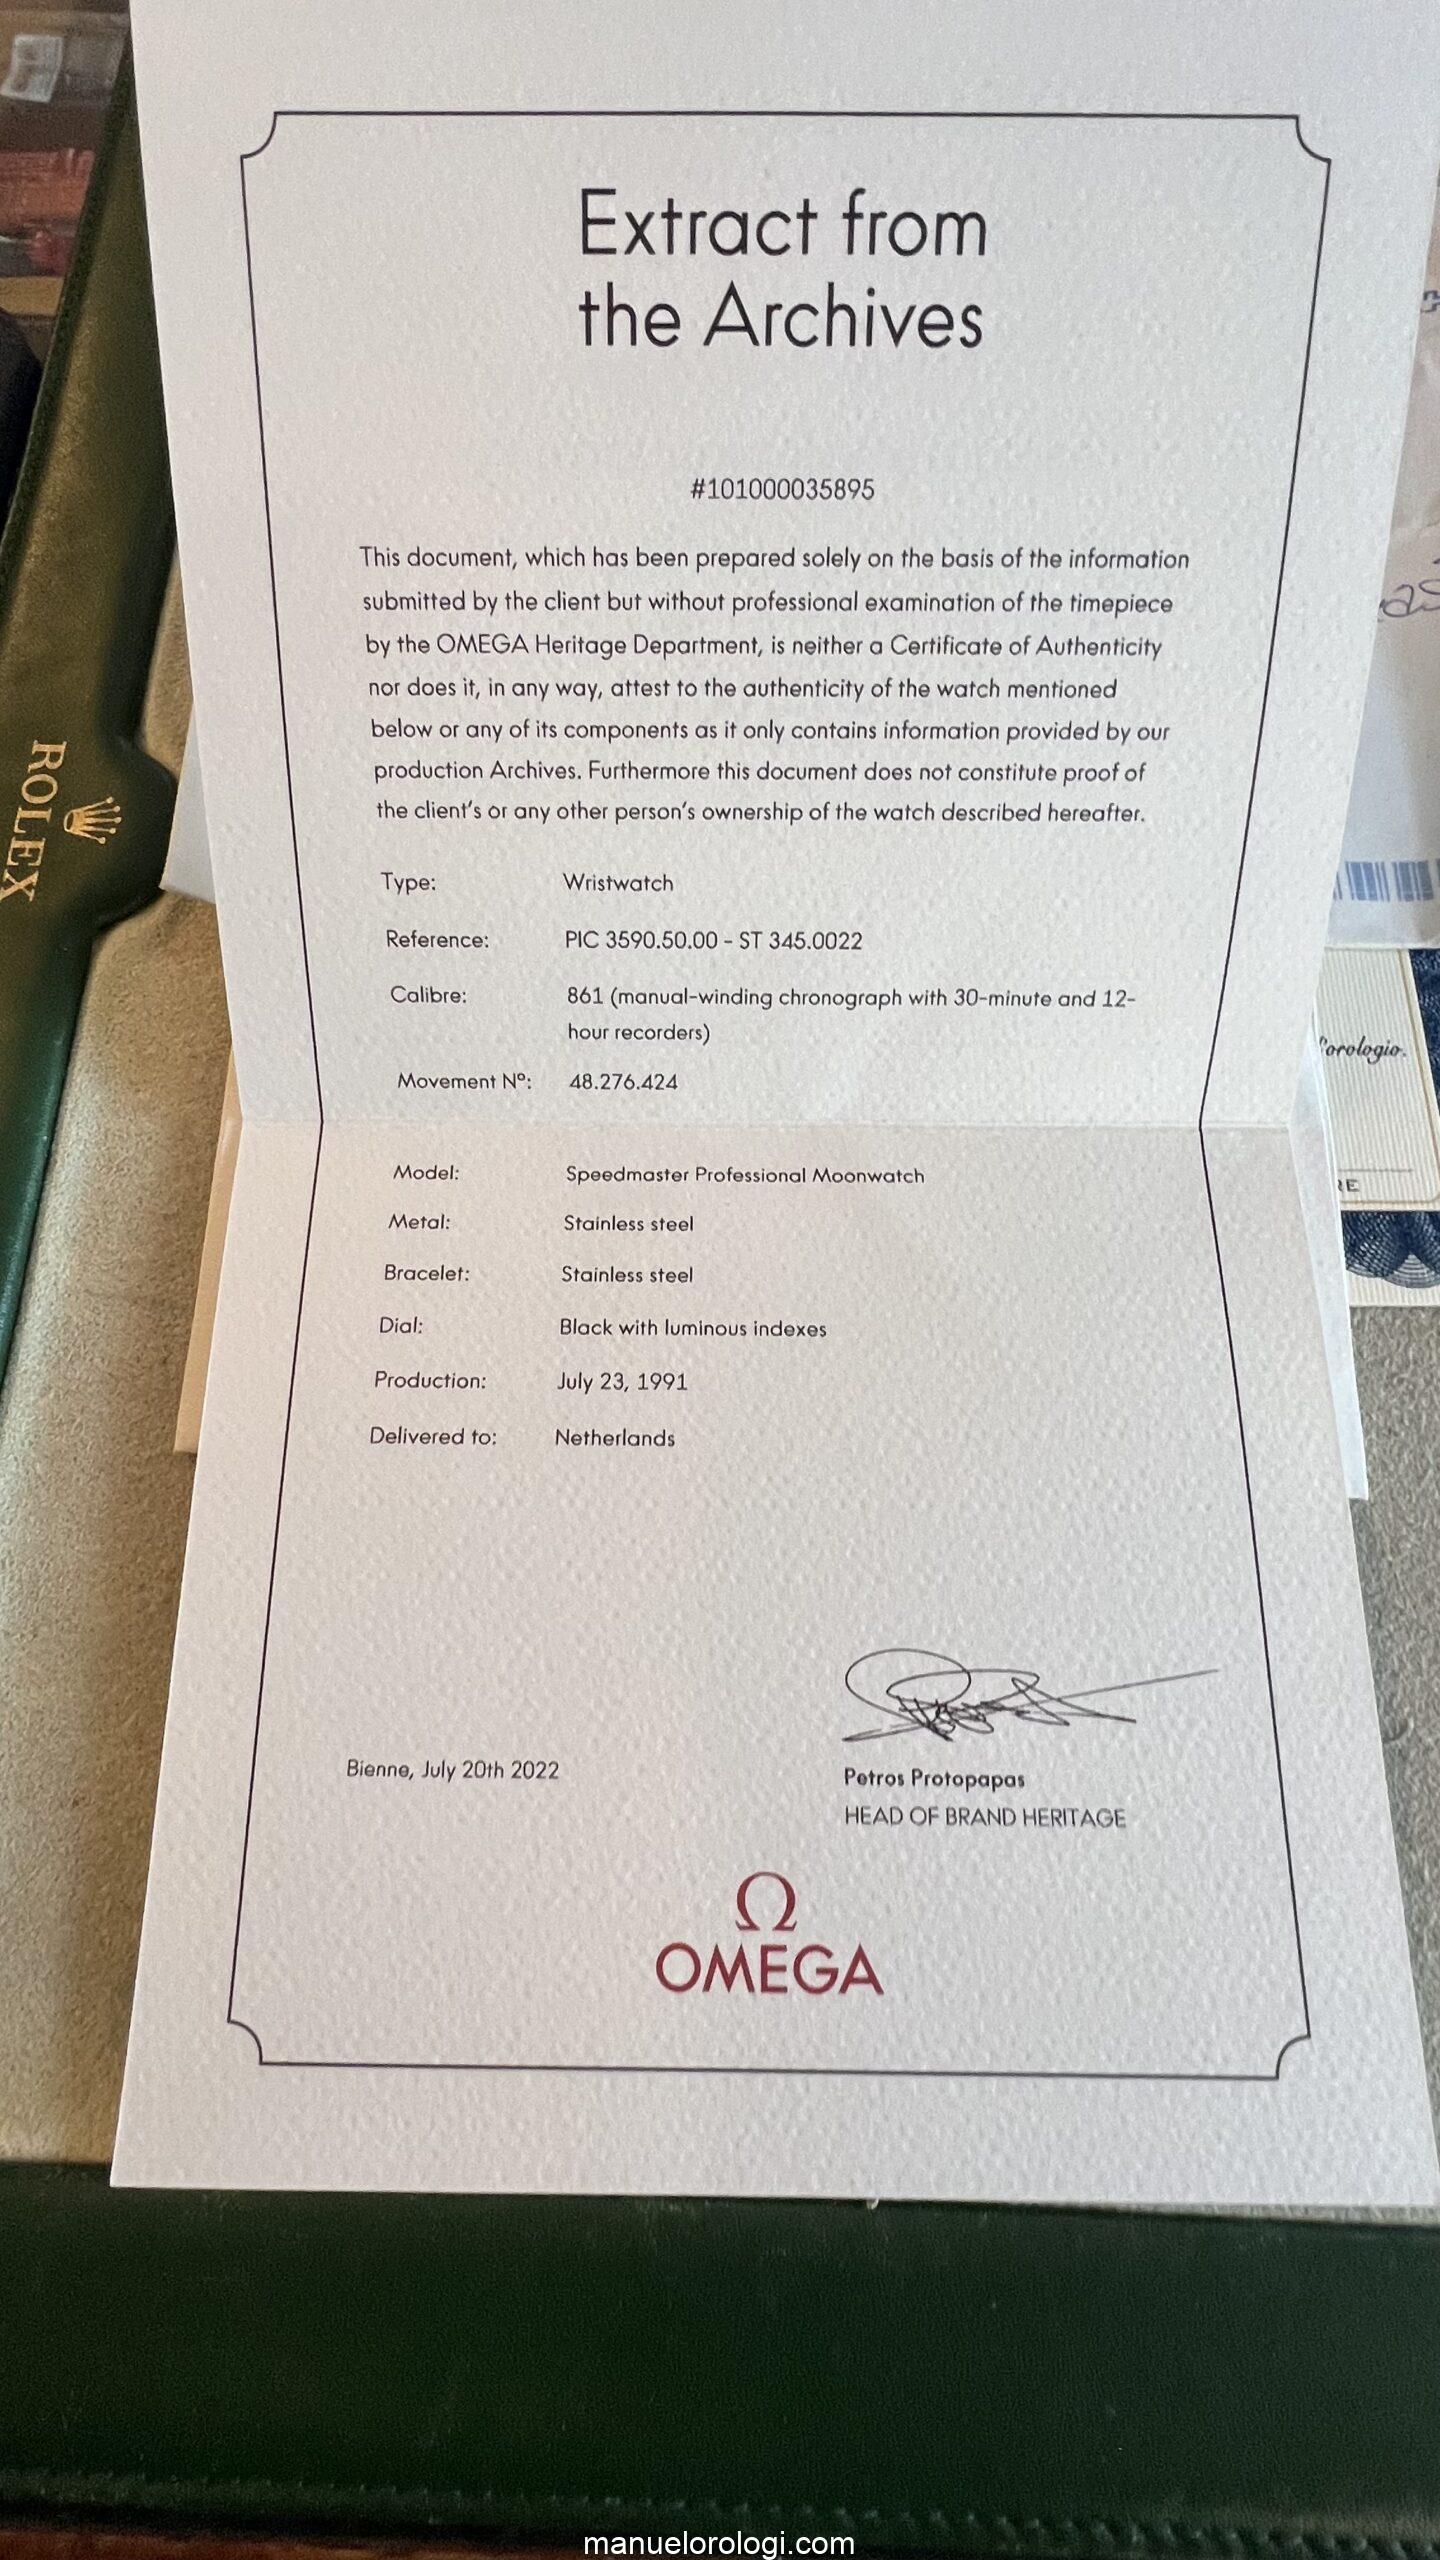 Extract from
the Archives
#101000035895
This document, which has been prepared solely on the basis of the information
submitted by the client but without professional examination of the timepiece
by the OMEGA Heritage Department, is neither a Certificate of Authenticity
nor does it, in any way, attest to the authenticity of the watch mentioned
below or any of its components as it only contains information provided by our
production Archives. Furthermore this document does not constitute proof of
the client's or any other person's ownership of the watch described hereafter.
Type: Wristwatch
Reference: PIC 3590.50.00 - ST 345.0022
Calibre: 861 (manual-winding chronograph with 30-minute and 12-
hour recorders)
Movement Nº: 48.276.424
Model: Speedmaster Professional Moonwatch
Metal: Stainless steel
Bracelet: Stainless steel
Dial: Black with luminous indexes
Production: July 23, 1991
Delivered to: Netherlands
Bienne, July 20th 2022
Petros Protopapas
HEAD OF BRAND HERITAGE
Ω
OMEGA
ROLEX
orologio.
manuelorologi.com